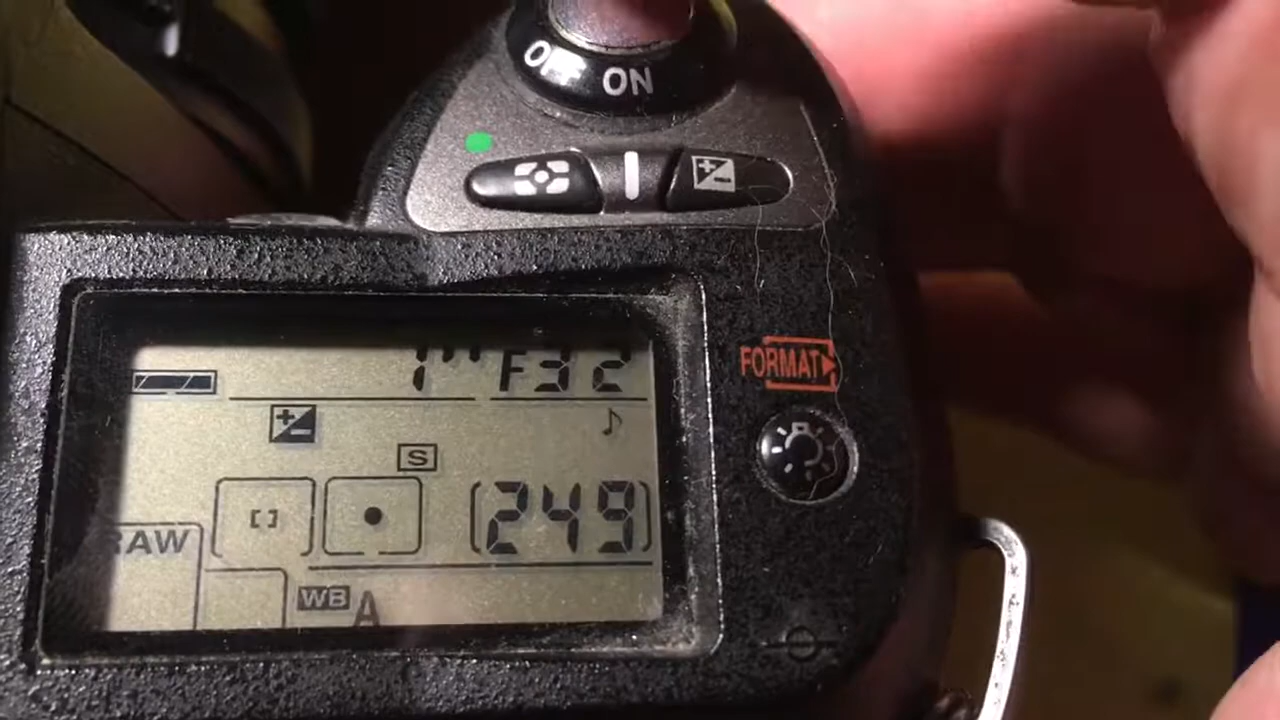 OFF
ON
1" F32
FORMAT
S
[249]
RAW
WB A